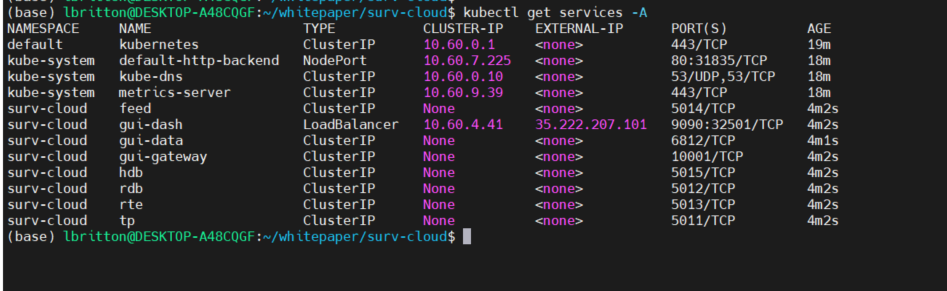 (base) lbritton@DESKTOP-A48CQGF:~/whitepaper/surv-cloud$ kubectl get services -A
NAMESPACE NAME TYPE CLUSTER-IP EXTERNAL-IP PORT(S) AGE
default kubernetes ClusterIP 10.60.0.1 <none> 443/TCP 19m
kube-system default-http-backend NodePort 10.60.7.225 <none> 80:31835/TCP 18m
kube-system kube-dns ClusterIP 10.60.0.10 <none> 53/UDP,53/TCP 18m
kube-system metrics-server ClusterIP 10.60.9.39 <none> 443/TCP 18m
surv-cloud feed ClusterIP None <none> 5014/TCP 4m2s
surv-cloud gui-dash LoadBalancer 10.60.4.41 35.222.207.101 9090:32501/TCP 4m2s
surv-cloud gui-data ClusterIP None <none> 6812/TCP 4m1s
surv-cloud gui-gateway ClusterIP None <none> 10001/TCP 4m2s
surv-cloud hdb ClusterIP None <none> 5015/TCP 4m2s
surv-cloud rdb ClusterIP None <none> 5012/TCP 4m2s
surv-cloud rte ClusterIP None <none> 5013/TCP 4m2s
surv-cloud tp ClusterIP None <none> 5011/TCP 4m2s
(base) lbritton@DESKTOP-A48CQGF:~/whitepaper/surv-cloud$